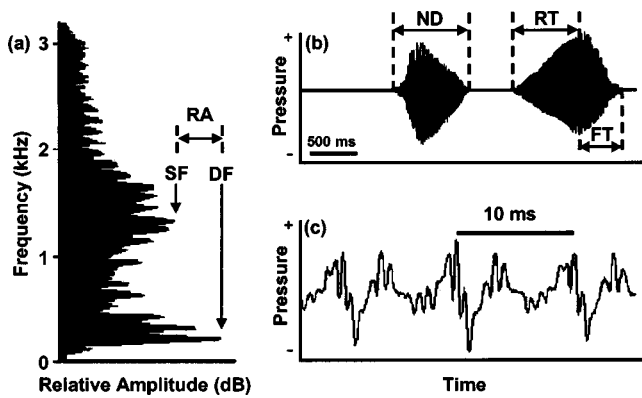 (a)
3
2
1
0
Frequency (kHz)
RA
SF
DF
Relative Amplitude (dB)
(b)
ND
RT
FT
+
Pressure
-
500 ms
(c)
10 ms
+
Pressure
-
Time